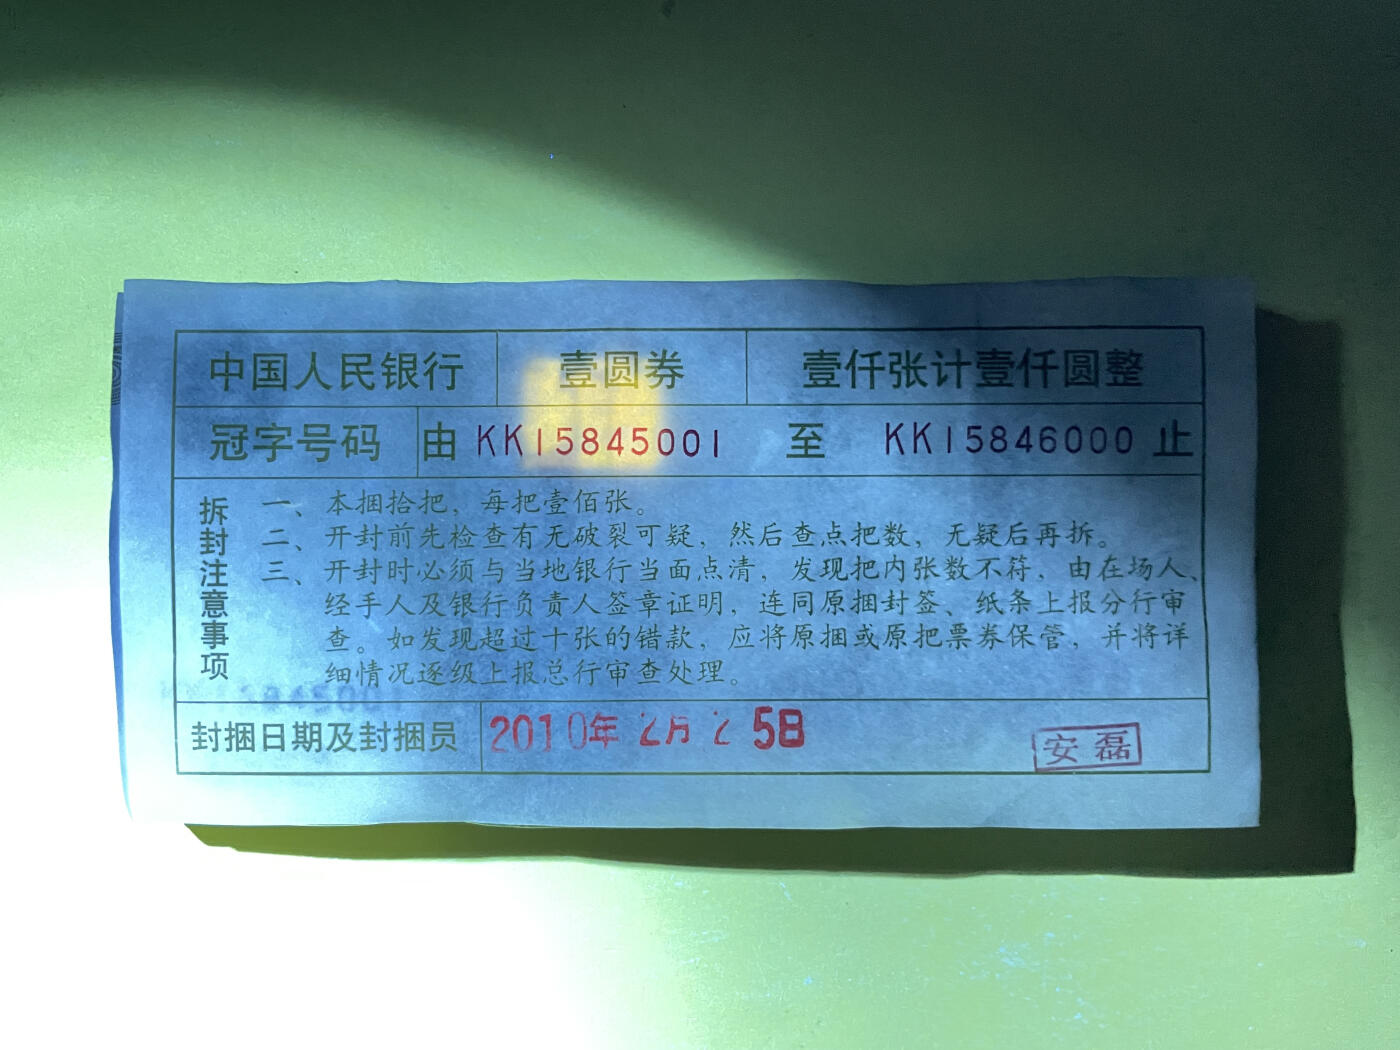 中国人民银行 壹圆券 壹仟张计壹仟圆整
冠字号码 由 KK15845001 至 KK15846000 止
拆封注意事项
一、本捆拾把，每把壹佰张。
二、开封前先检查有无破裂可疑，然后查点把数，无疑后再拆。
三、开封时必须与当地银行当面点清，发现把内张数不符，由在场人、
经手人及银行负责人签章证明，连同原捆封签、纸条上报分行审
查。如发现超过十张的错款，应将原捆或原把票券保管，并将详
细情况逐级上报总行审查处理。
封捆日期及封捆员 2010年 2月 25日 安磊